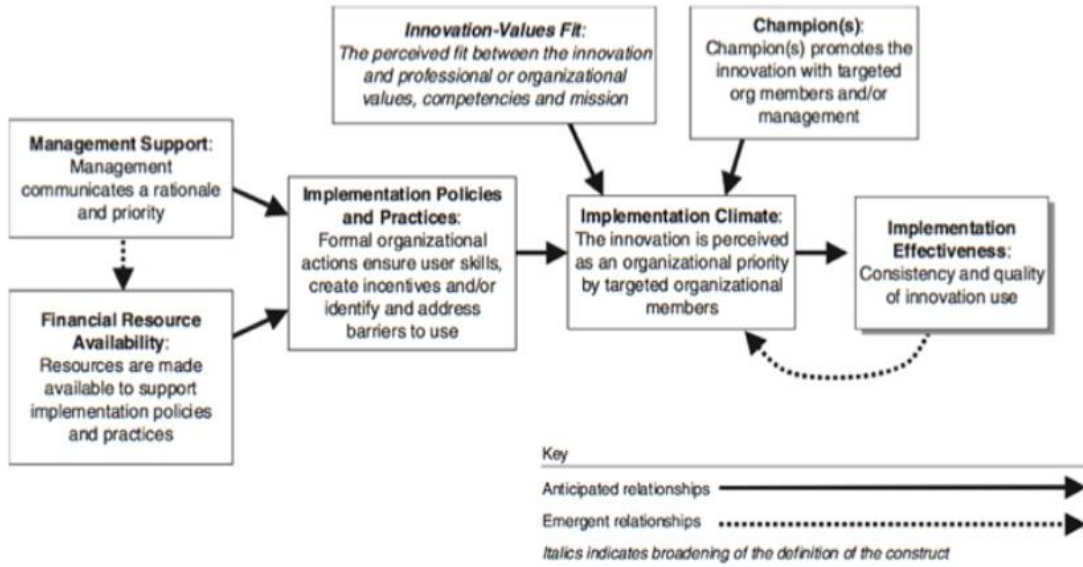 Innovation-Values Fit:
The perceived fit between the innovation
and professional or organizational
values, competencies and mission
Champion(s):
Champion(s) promotes the
innovation with targeted
org members and/or
management
Management Support:
Management
communicates a rationale
and priority
Implementation Policies
and Practices:
Formal organizational
actions ensure user skills,
create incentives and/or
identify and address
barriers to use
Implementation Climate:
The innovation is perceived
as an organizational priority
by targeted organizational
members
Implementation
Effectiveness:
Consistency and quality
of innovation use
Financial Resource
Availability:
Resources are made
available to support
implementation policies
and practices
Key
Anticipated relationships
Emergent relationships
Italics indicates broadening of the definition of the construct